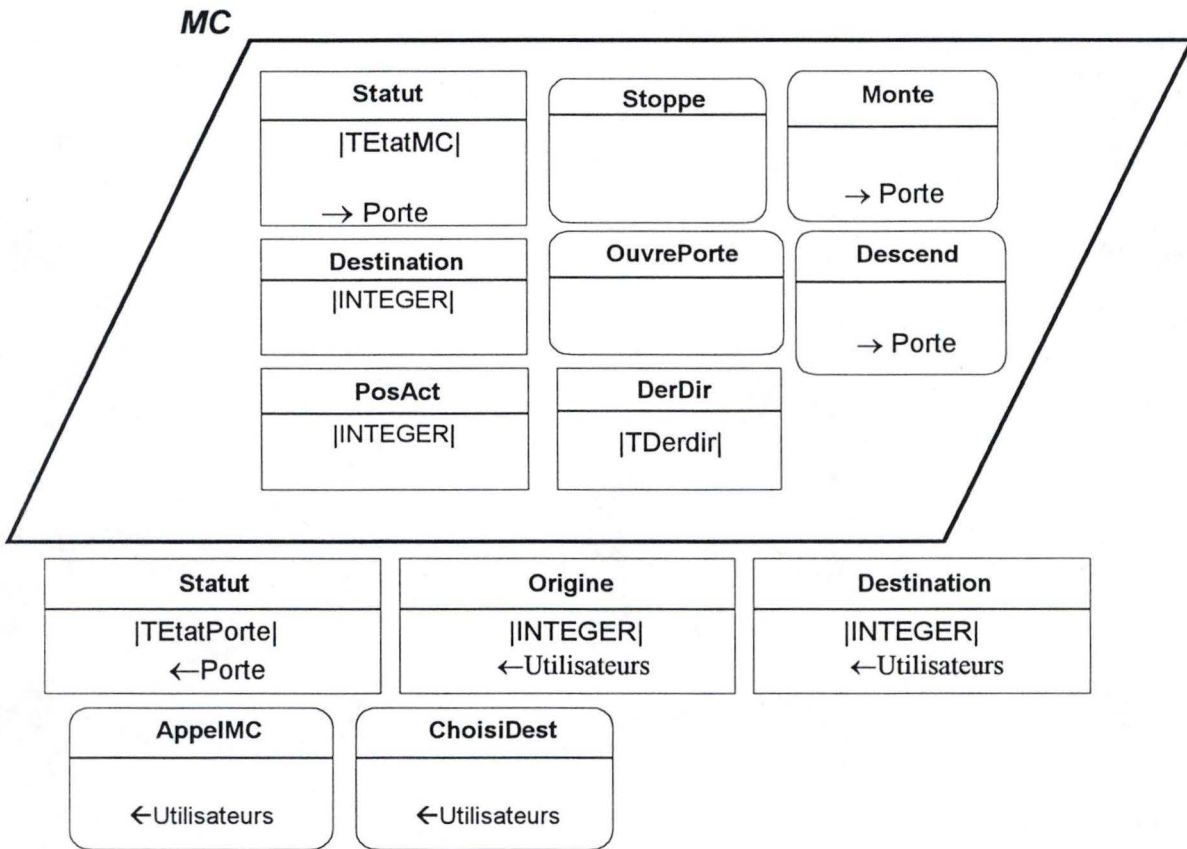 MC
Statut
|TEtatMC|
→ Porte
Stoppe
Monte
→ Porte
Destination
|INTEGER|
OuvrePorte
Descend
→ Porte
PosAct
|INTEGER|
DerDir
|TDerdir|
Statut
|TEtatPorte|
←Porte
Origine
|INTEGER|
←Utilisateurs
Destination
|INTEGER|
←Utilisateurs
AppelMC
←Utilisateurs
ChoisiDest
←Utilisateurs